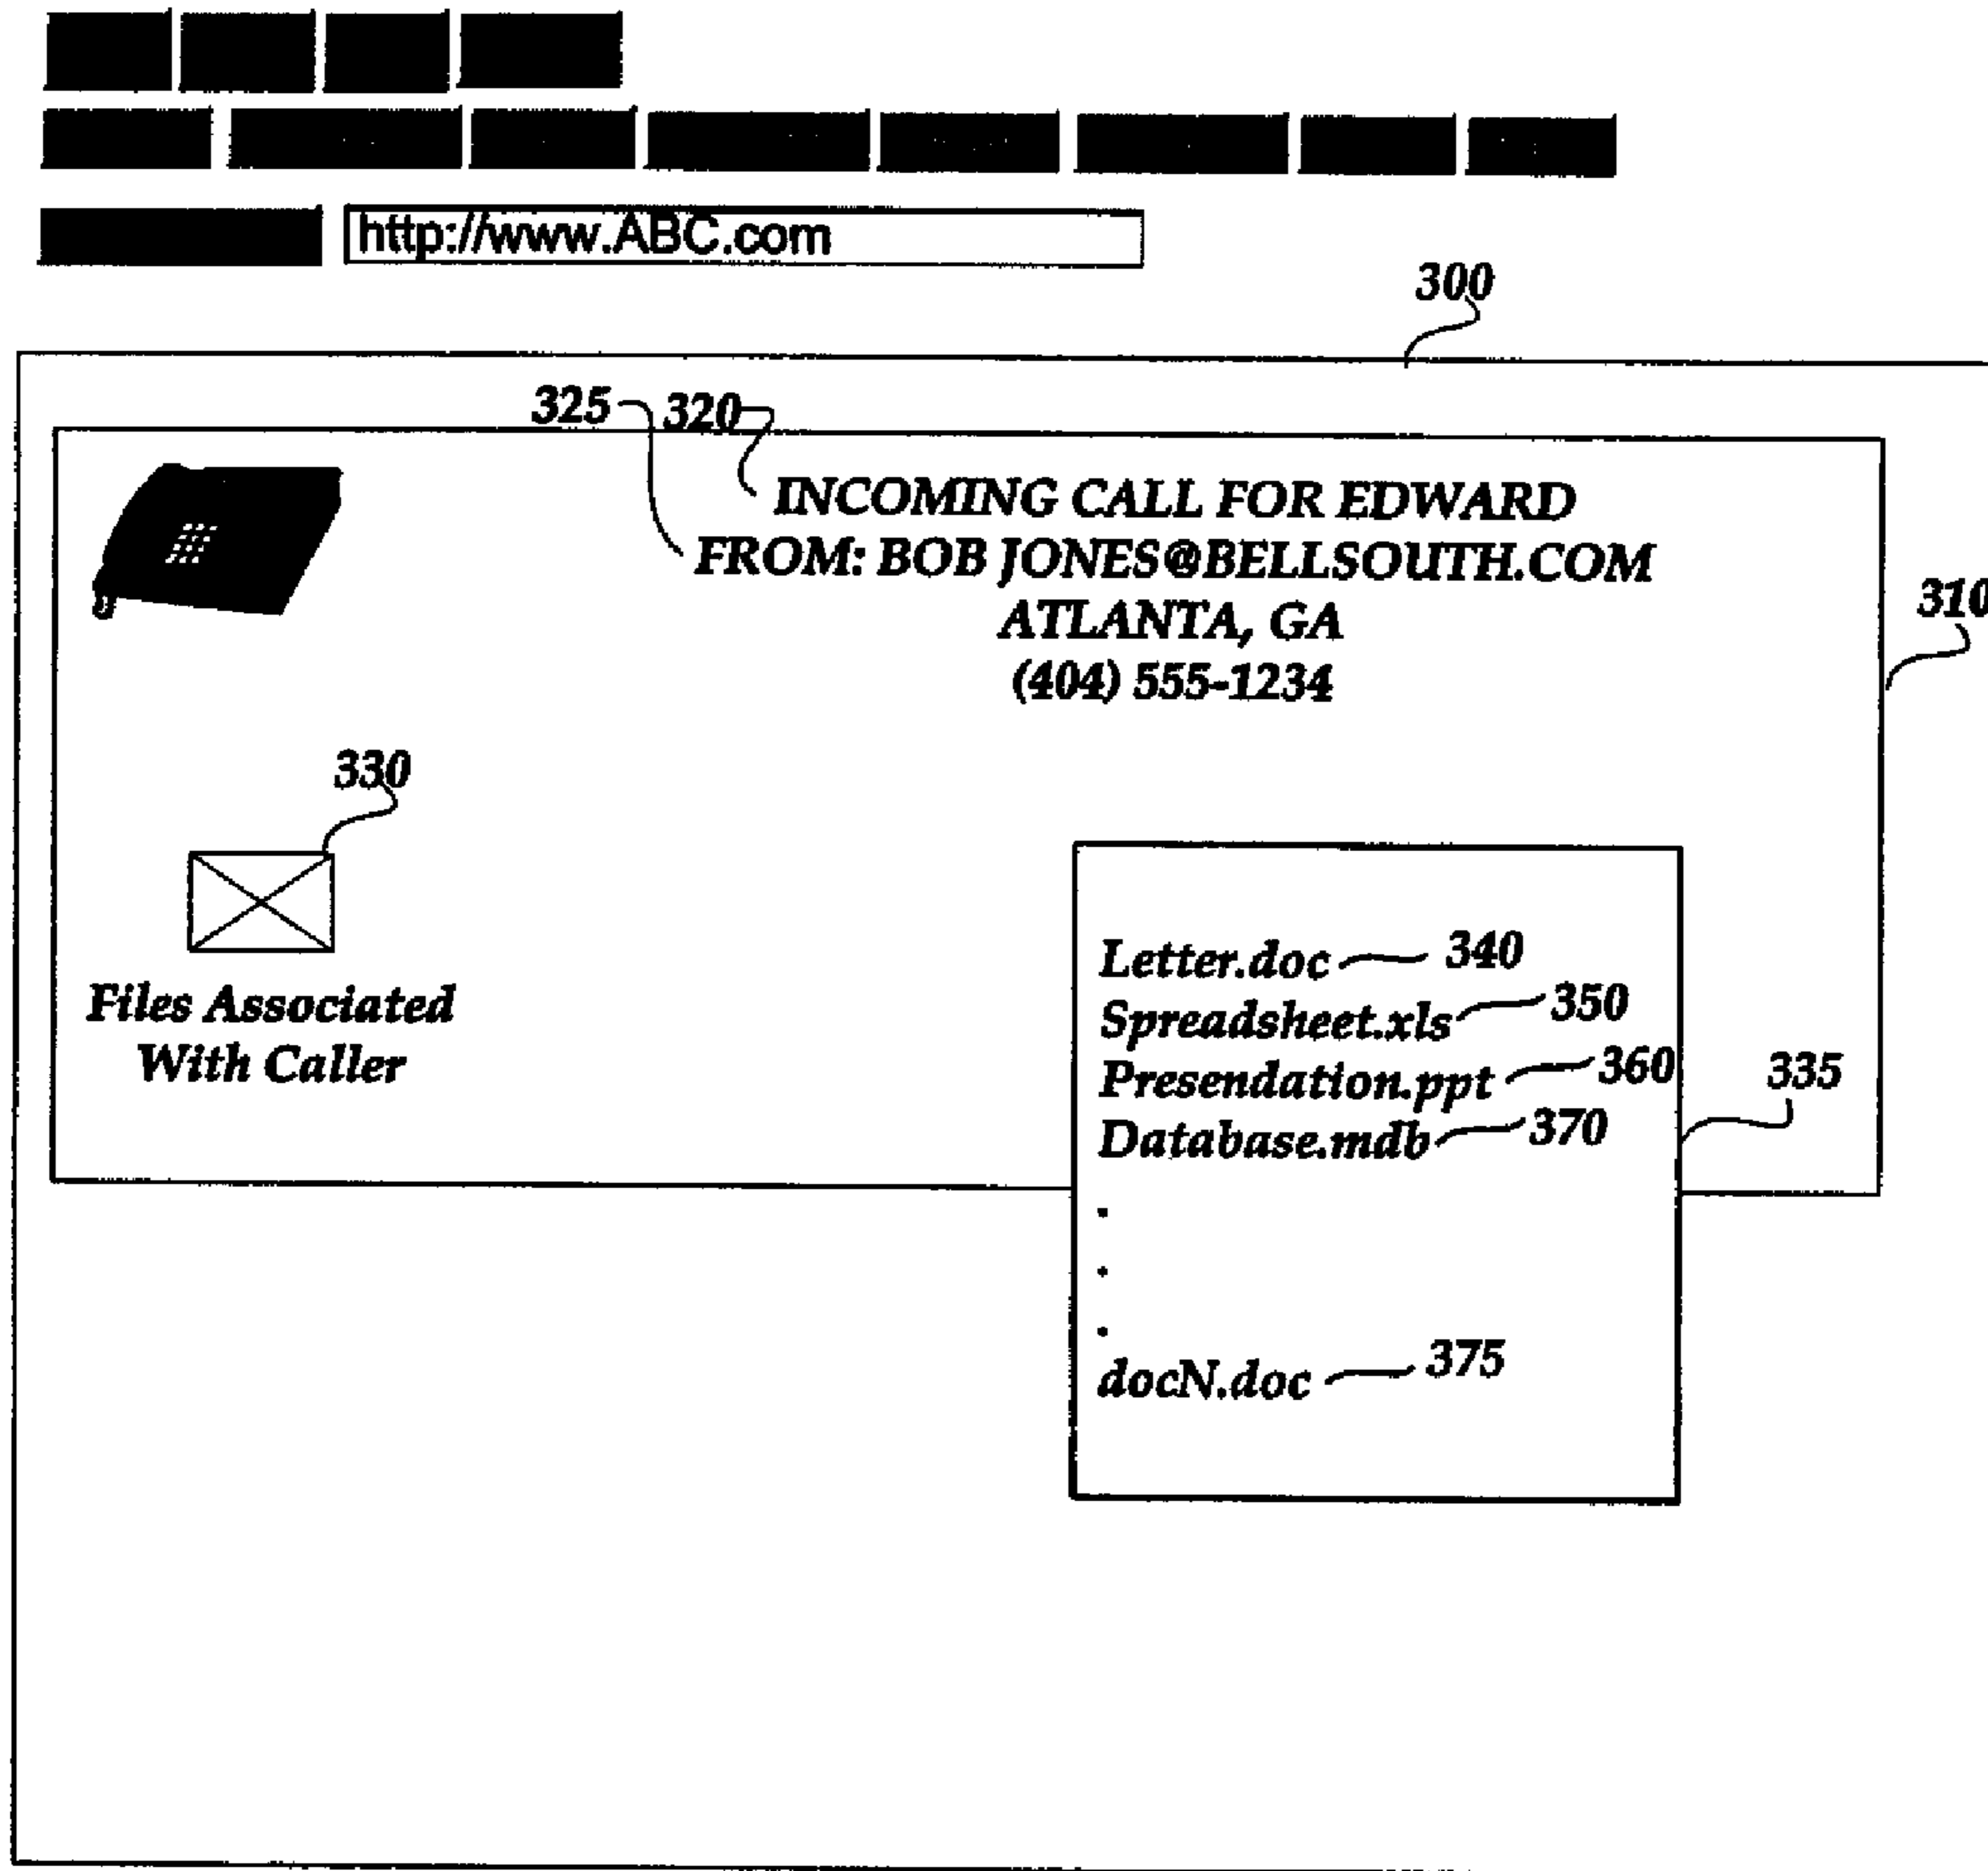 http://www.ABC.com
300
325 320
INCOMING CALL FOR EDWARD
FROM: BOB JONES@BELLSOUTH.COM
310
ATLANTA, GA
(404) 555-1234
330
Files Associated
With Caller
Letter.doc 340
Spreadsheet.xls 350
Presendation.ppt 360
335
Database.mdb 370
.
.
.
docN.doc 375